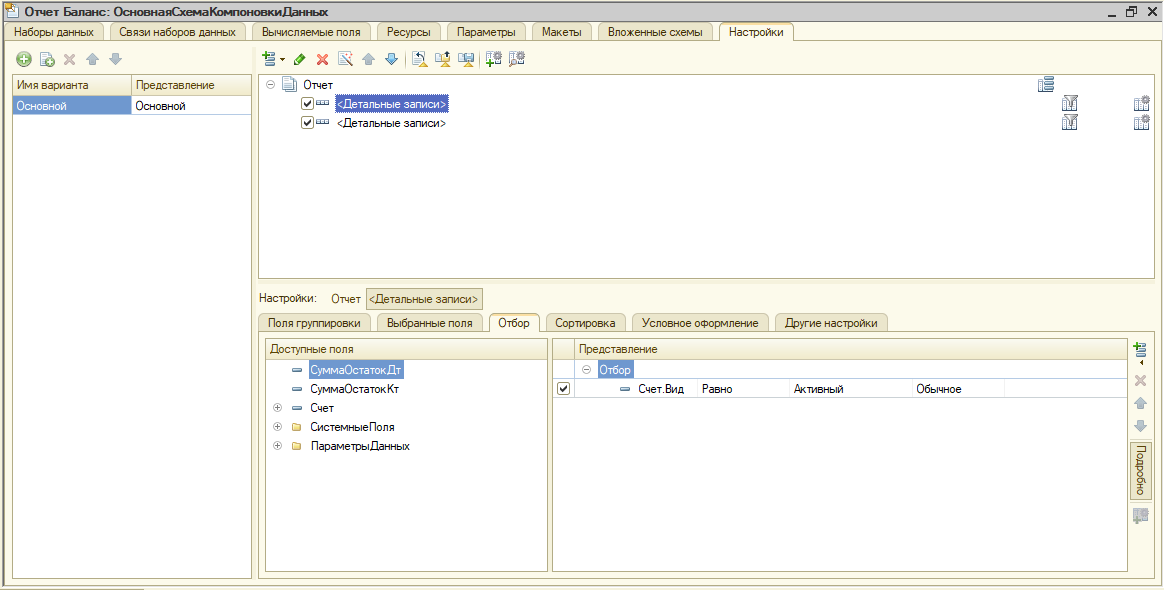 Отчет Баланс: ОсновнаяСхемаКомпоновкиДанных
Наборы данных Связи наборов данных Вычисляемые поля Ресурсы Параметры Макеты Вложенные схемы Настройки
Имя варианта Представление
Основной Основной
Отчет
<Детальные записи>
<Детальные записи>
Настройки: Отчет <Детальные записи>
Поля группировки Выбранные поля Отбор Сортировка Условное оформление Другие настройки
Доступные поля
СуммаОстатокДт
СуммаОстатокКт
Счет
СистемныеПоля
ПараметрыДанных
Представление
Отбор
Счет.Вид Равно Активный Обычное
Подробно